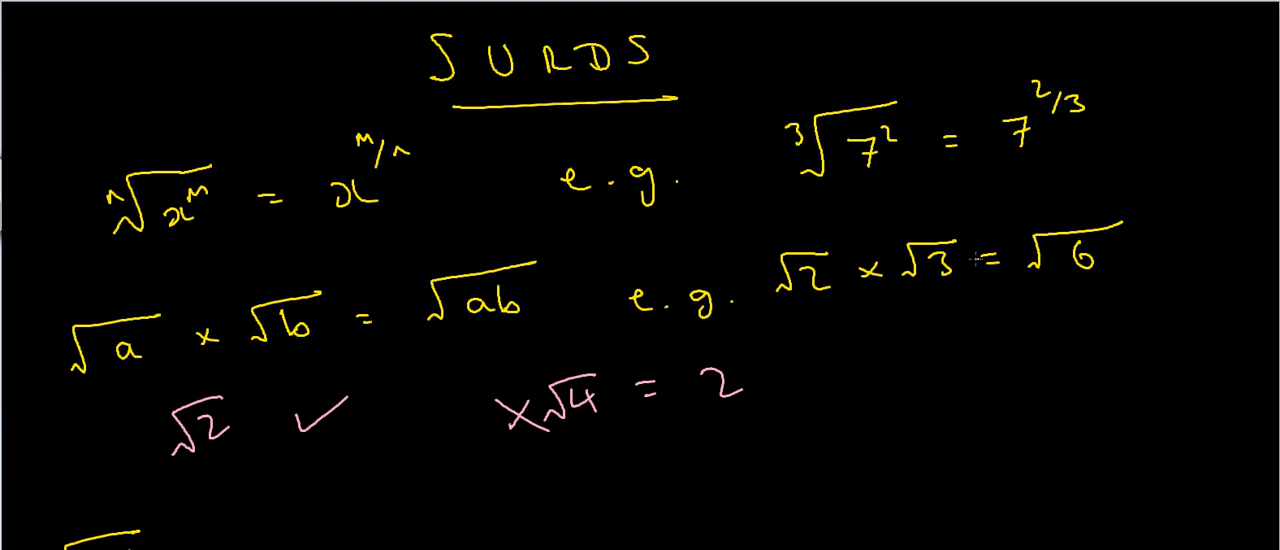 SURDS
ⁿ√xᵐ = x^m/n e.g. ³√7² = 7^2/3
√a × √b = √ab e.g. √2 × √3 = √6
√2 ✓ ×√4 = 2